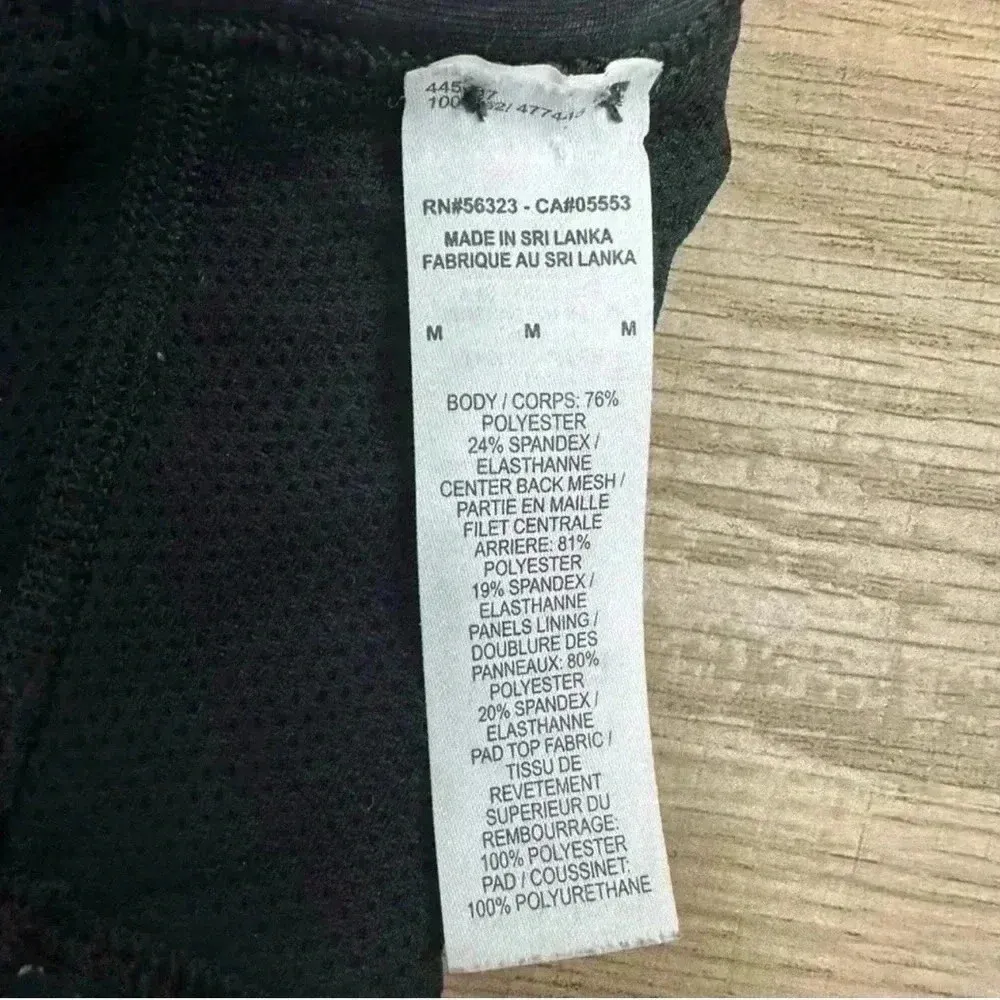 RN#56323 - CA#05553
MADE IN SRI LANKA
FABRIQUE AU SRI LANKA
M M M
BODY / CORPS: 76%
POLYESTER
24% SPANDEX /
ELASTHANNE
CENTER BACK MESH /
PARTIE EN MAILLE
FILET CENTRALE
ARRIERE: 81%
POLYESTER
19% SPANDEX /
ELASTHANNE
PANELS LINING /
DOUBLURE DES
PANNEAUX: 80%
POLYESTER
20% SPANDEX /
ELASTHANNE
PAD TOP FABRIC /
TISSU DE
REVETEMENT
SUPERIEUR DU
REMBOURRAGE:
100% POLYESTER
PAD / COUSSINET:
100% POLYURETHANE